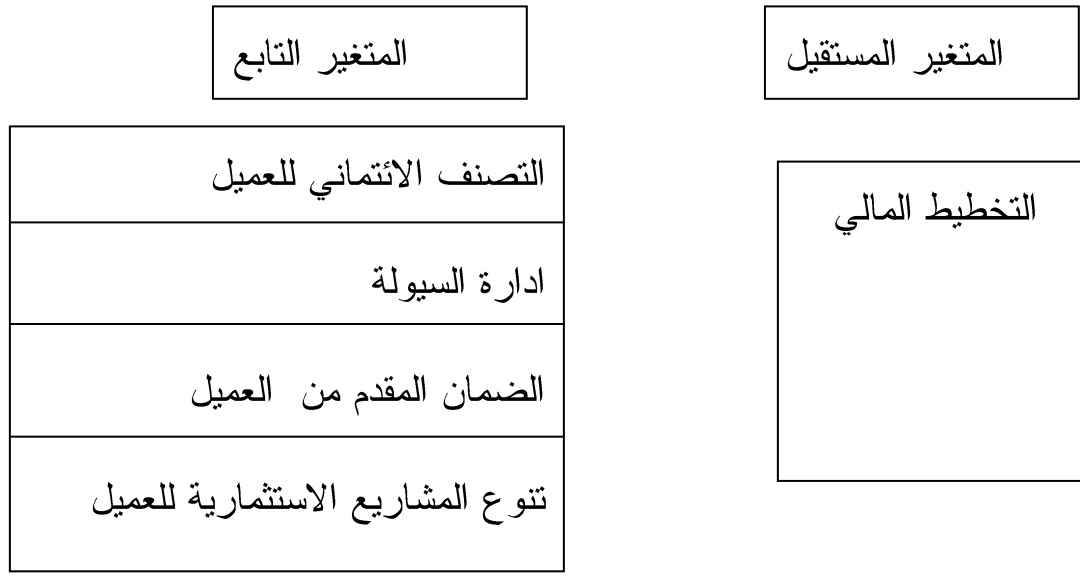 المتغير المستقيل
المتغير التابع
التخطيط المالي
التصنف الائتماني للعميل
ادارة السيولة
الضمان المقدم من العميل
تنوع المشاريع الاستثمارية للعميل